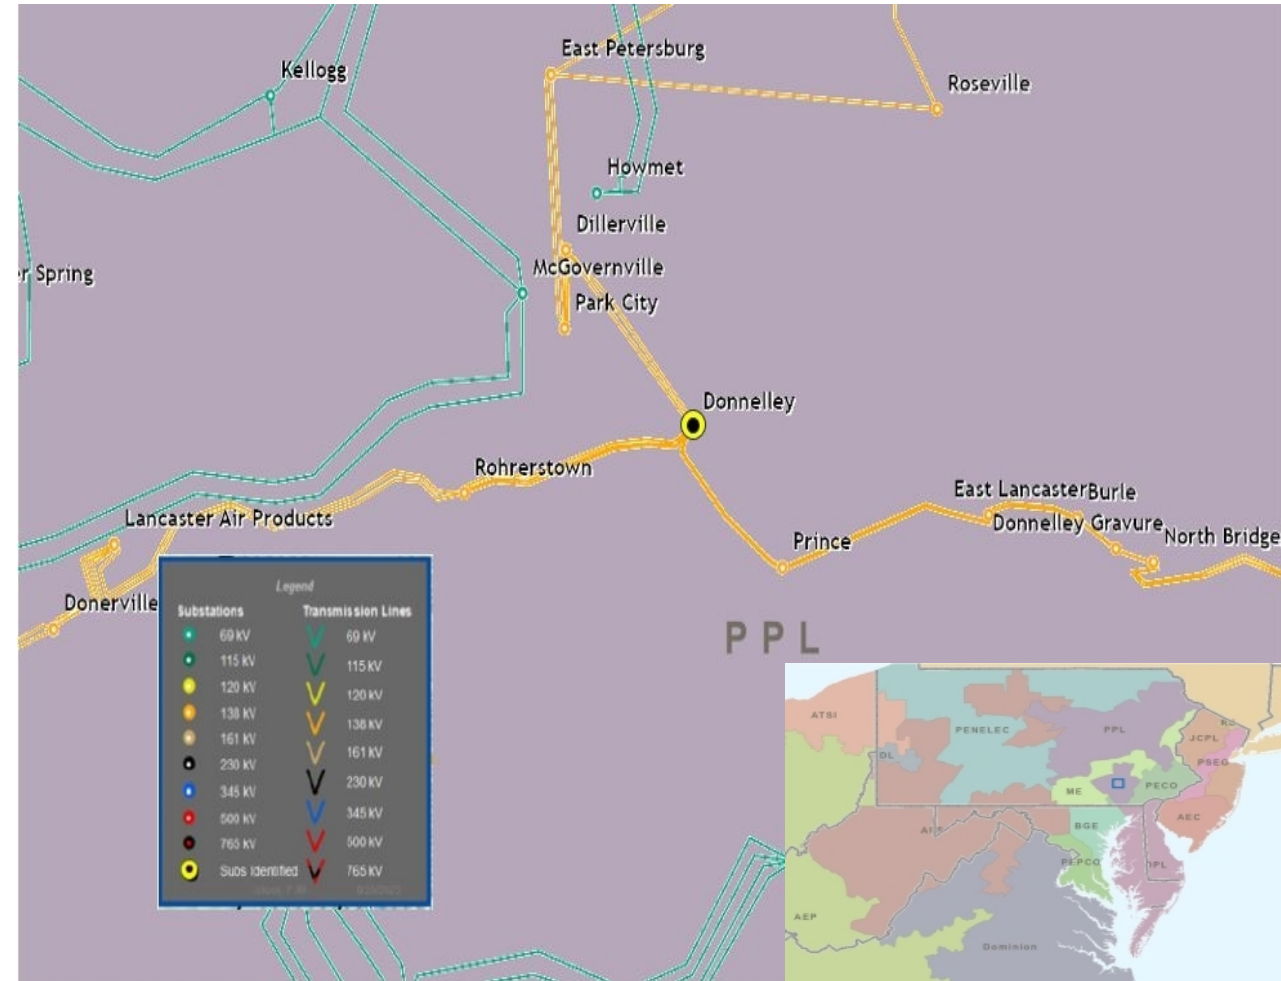 East Petersburg
Kellogg
Roseville
Howmet
Dillerville
McGovernville
er Spring
Park City
Donnelley
Rohrerstown
East Lancaster
Burle
Lancaster Air Products
Donnelley Gravure
North Bridge
Prince
Donerville
PPL
Legend
Substations
Transmission Lines
69 kV
69 kV
115 kV
115 kV
120 kV
120 kV
138 kV
138 kV
161 kV
161 kV
230 kV
230 kV
345 kV
345 kV
500 kV
500 kV
765 kV
765 kV
Subs Identified
ATSI
PENELEC
PPL
JCPL
DL
PSEG
ME
PECO
AEC
BGE
PEPCO
DPL
AEP
Dominion